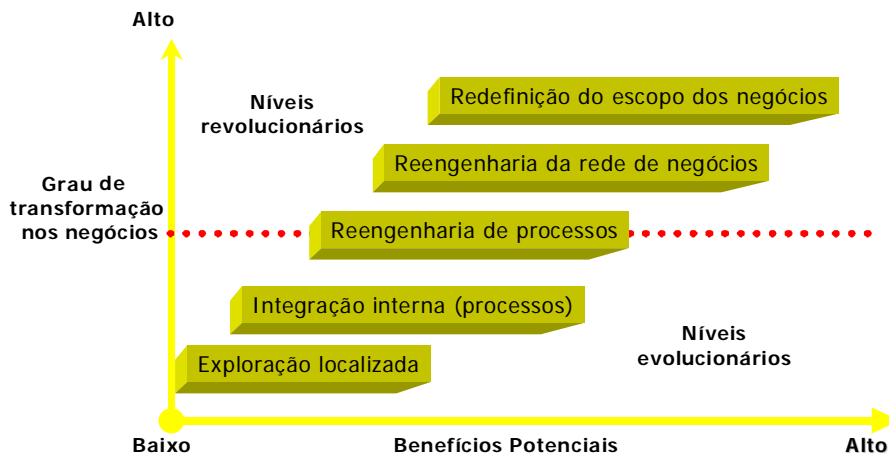 Alto
Redefinição do escopo dos negócios
Níveis
revolucionários
Reengenharia da rede de negócios
Grau de
transformação
nos negócios
Reengenharia de processos
Integração interna (processos)
Níveis
evolucionários
Exploração localizada
Baixo
Benefícios Potenciais
Alto